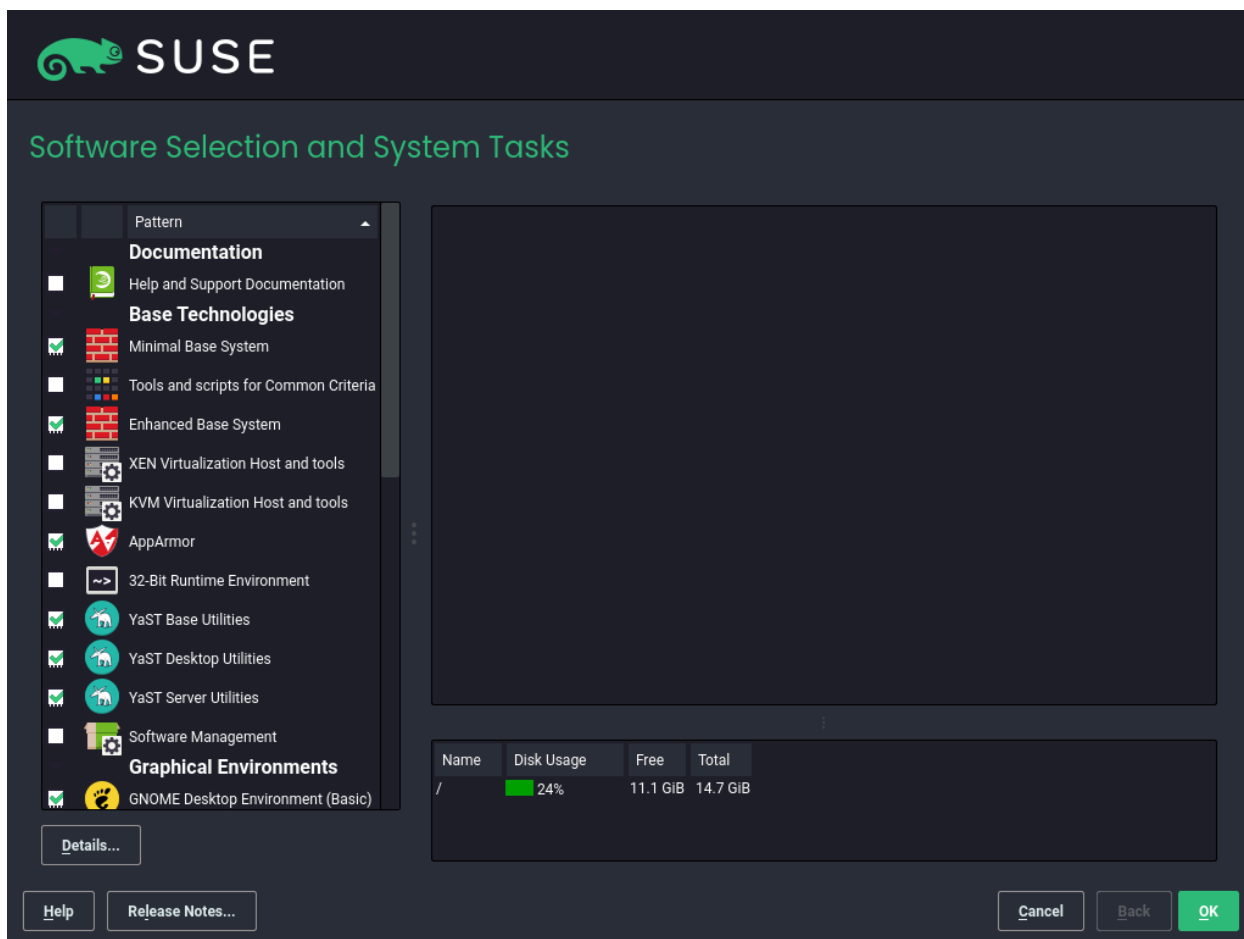 SUSE
Software Selection and System Tasks
Pattern
Documentation
Help and Support Documentation
Base Technologies
Minimal Base System
Tools and scripts for Common Criteria
Enhanced Base System
XEN Virtualization Host and tools
KVM Virtualization Host and tools
AppArmor
~> 32-Bit Runtime Environment
YaST Base Utilities
YaST Desktop Utilities
YaST Server Utilities
Software Management
Graphical Environments
GNOME Desktop Environment (Basic)
Name Disk Usage Free Total
/ 24% 11.1 GiB 14.7 GiB
Details...
Help Release Notes... Cancel Back OK